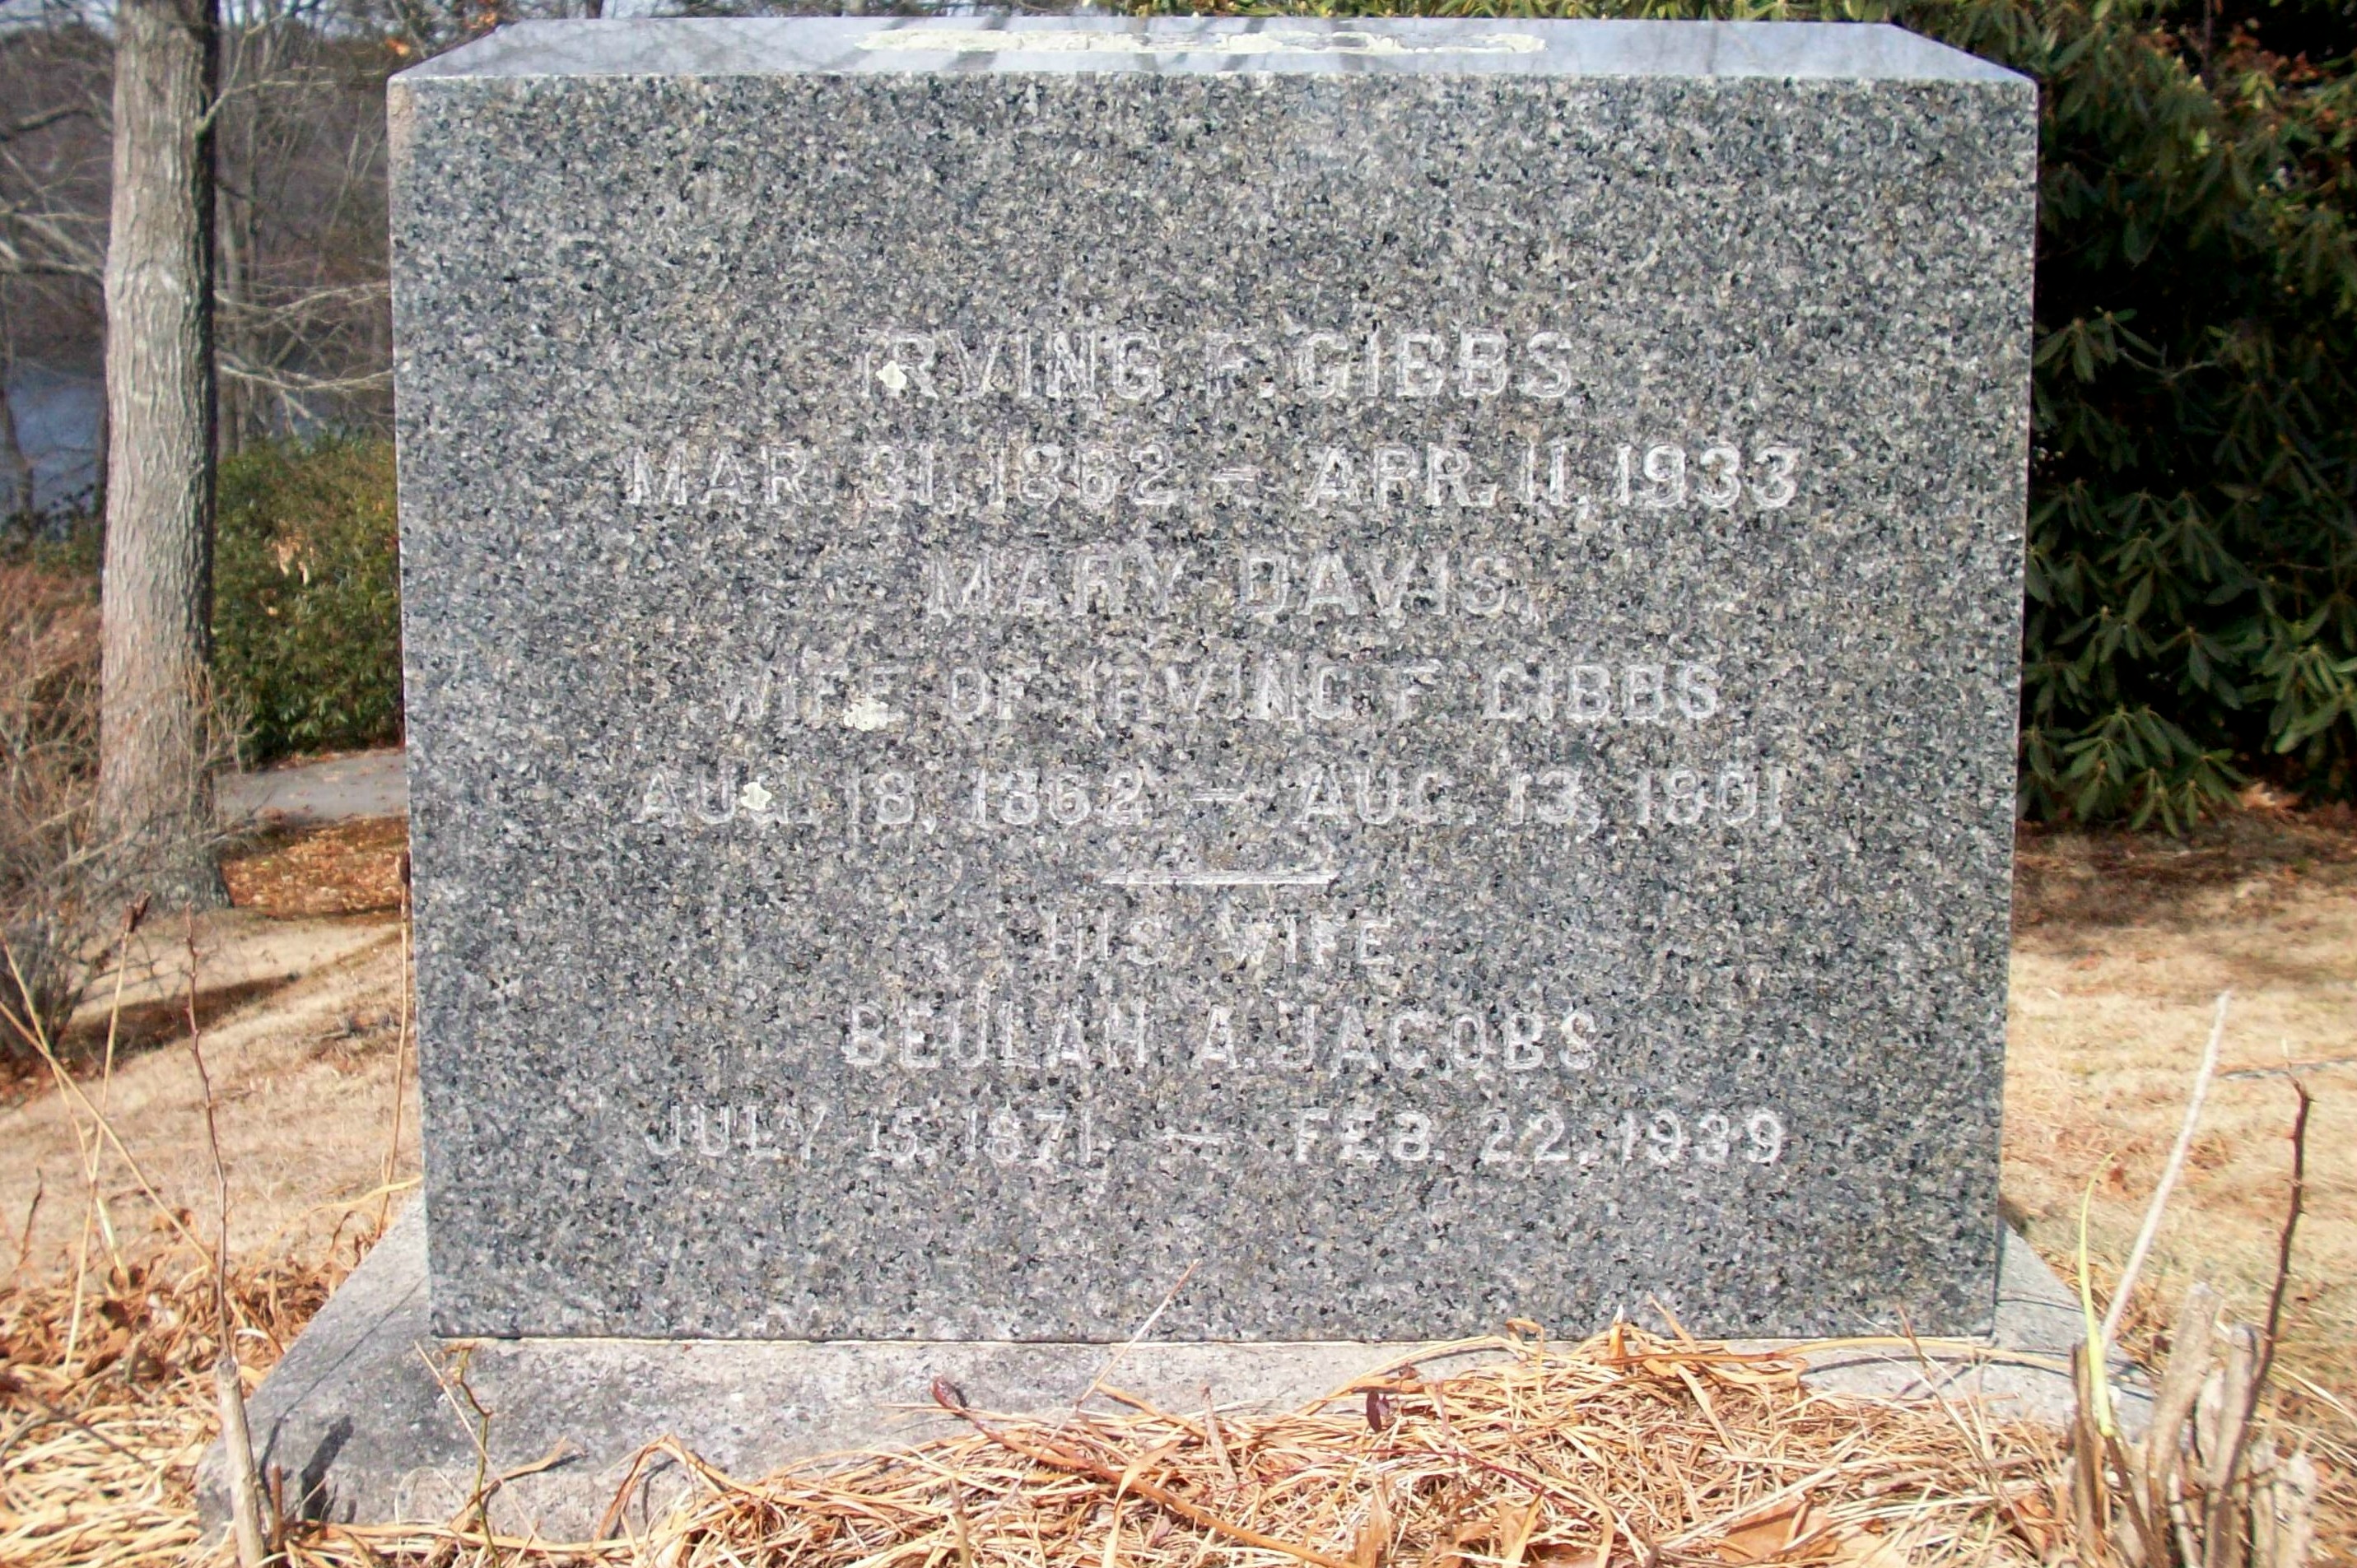 IRVING F. GIBBS
MAR. 31, 1862 – APR. 11, 1933
MARY DAVIS,
WIFE OF IRVING F. GIBBS
AUG. 18, 1862 – AUG. 13, 1901
HIS WIFE
BEULAH A. JACOBS
JULY 15, 1871 – FEB. 22, 1939